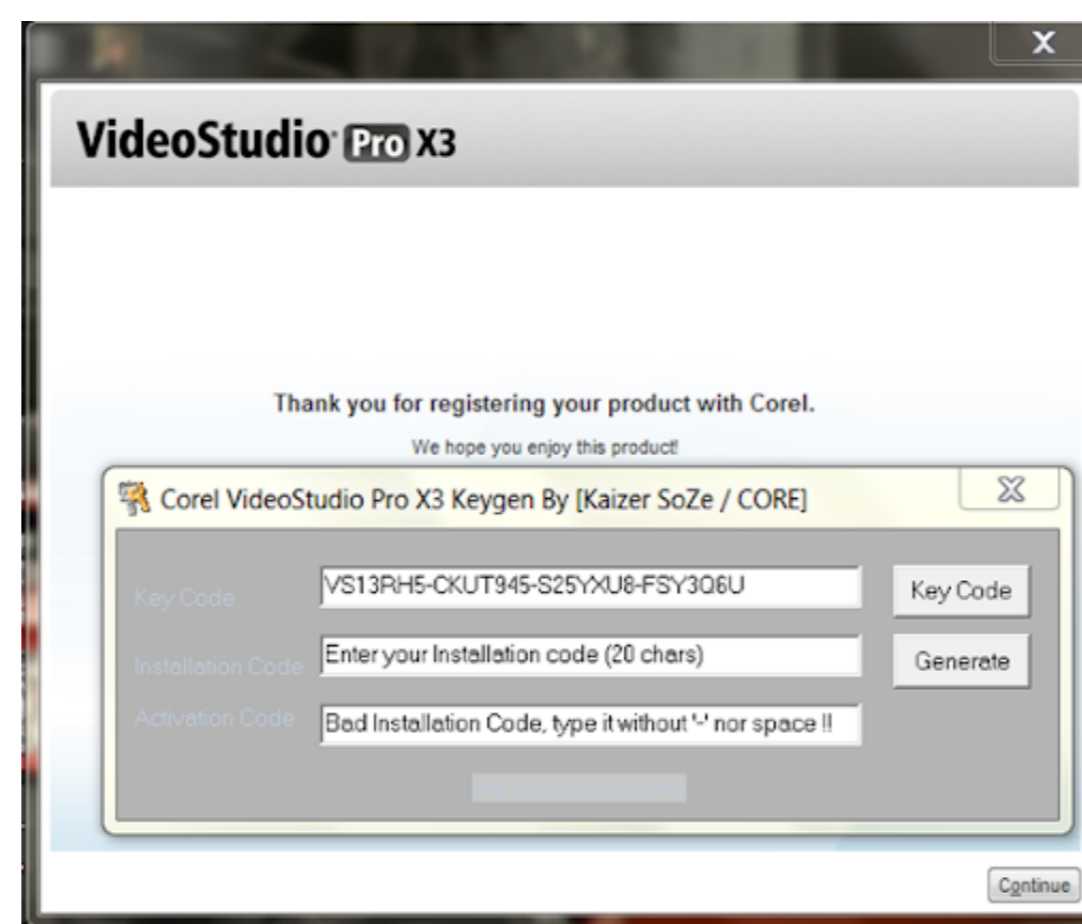 VideoStudio Pro X3
Thank you for registering your product with Corel.
We hope you enjoy this product!
Corel VideoStudio Pro X3 Keygen By [Kaizer SoZe / CORE]
Key Code
VS13RH5-CKUT945-S25YXU8-FSY3Q6U
Key Code
Installation Code
Enter your Installation code (20 chars)
Generate
Activation Code
Bad Installation Code, type it without '-' nor space !!
Continue